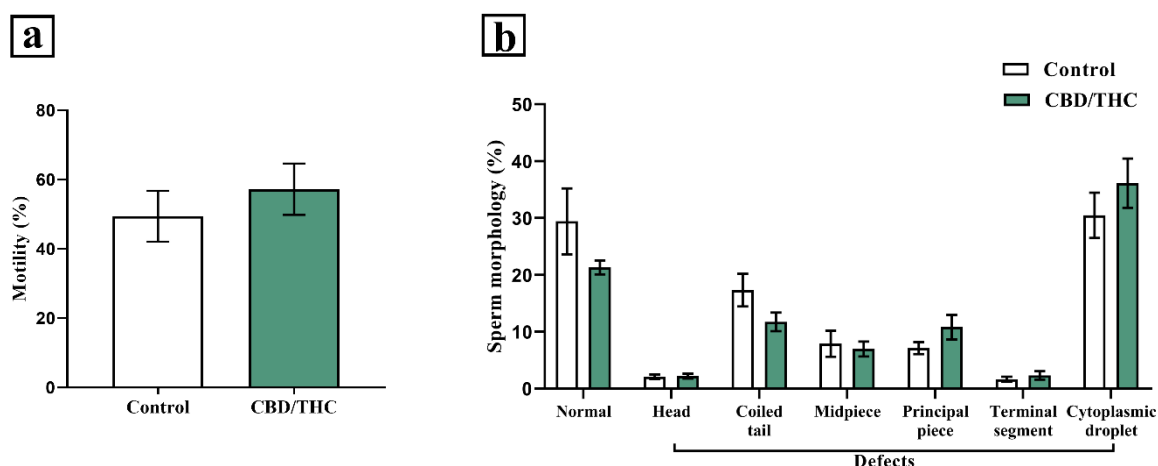 a
80
60
40
20
0
Motility (%)
Control
CBD/THC
b
Control
CBD/THC
50
40
30
20
10
0
Sperm morphology (%)
Normal
Head
Coiled
tail
Midpiece
Principal
piece
Terminal
segment
Cytoplasmic
droplet
Defects